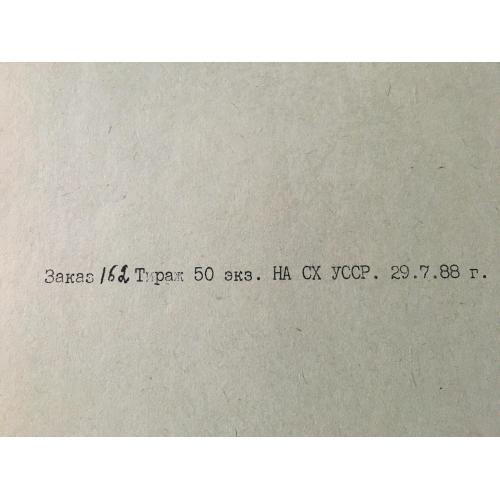 Заказ 162 Тираж 50 экз. НА СХ УССР. 29.7.88 г.